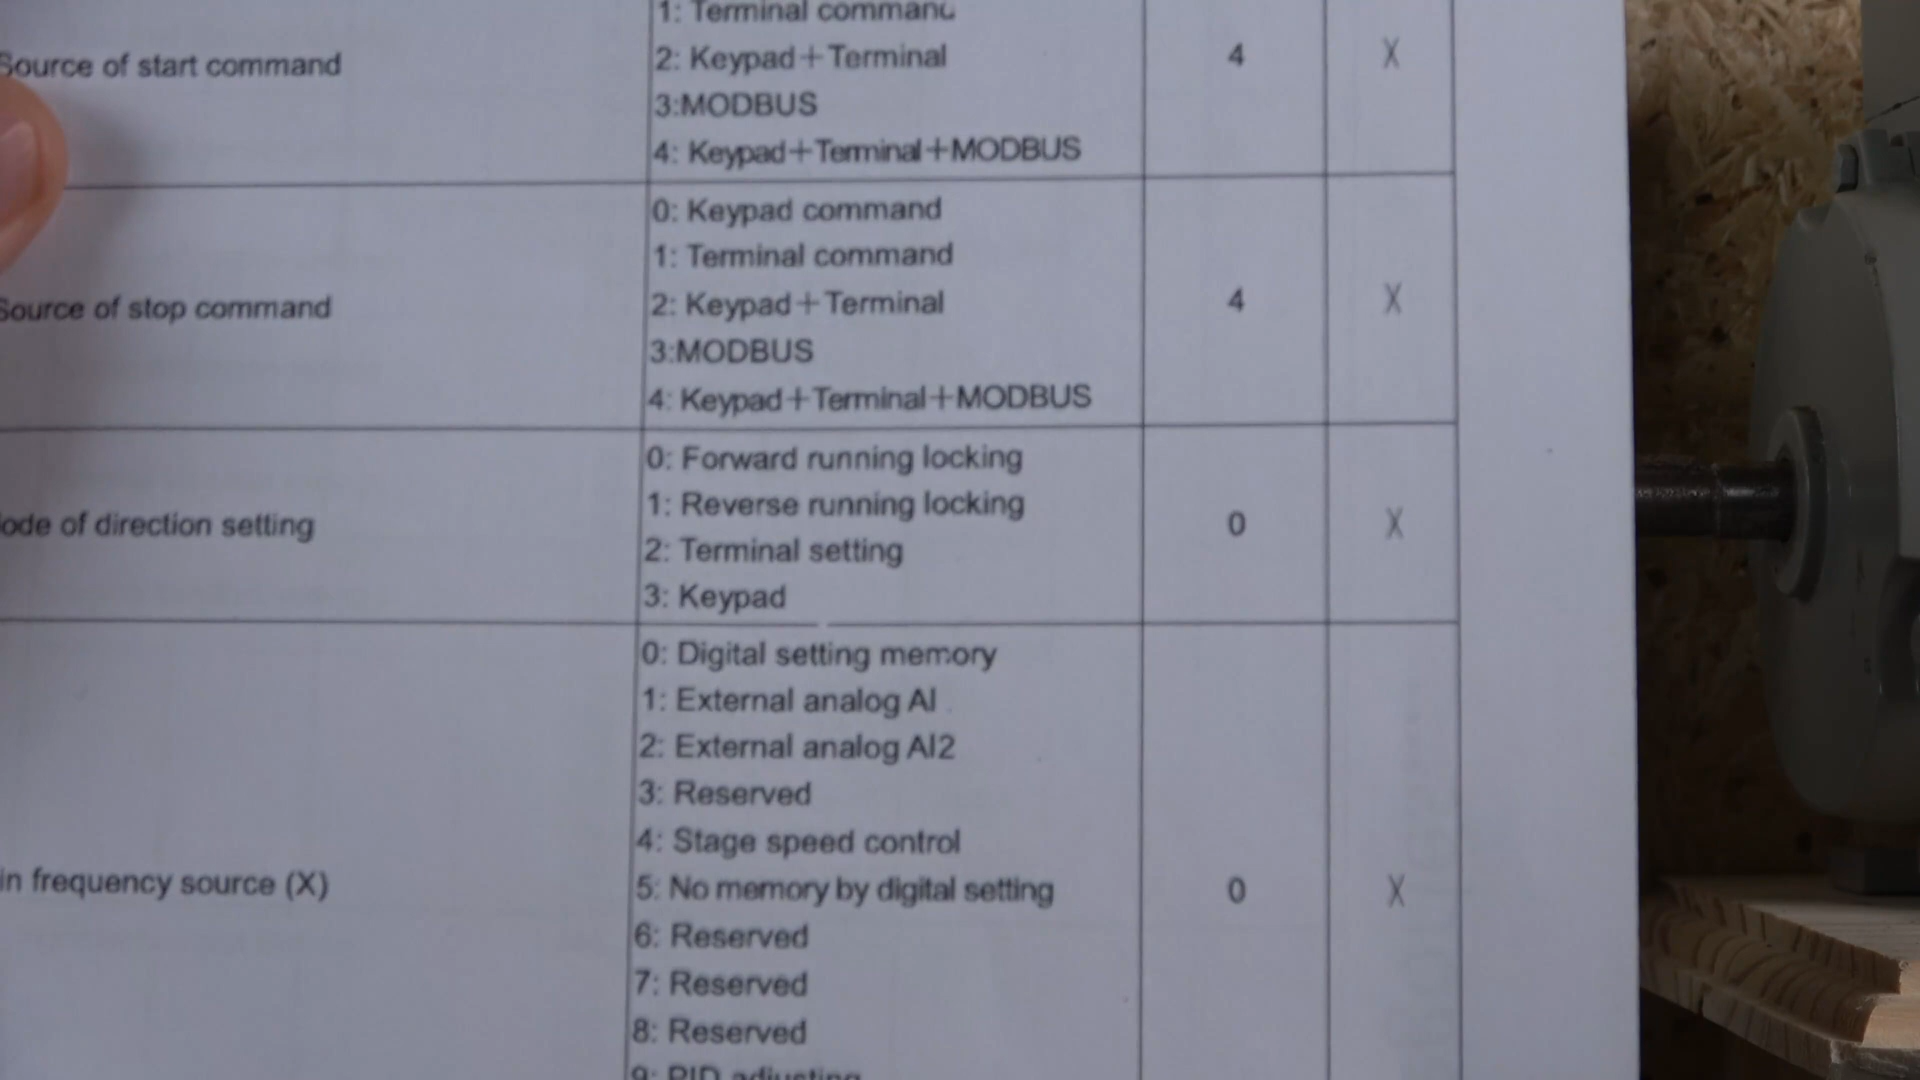 Source of start command
1: Terminal command
2: Keypad+Terminal
3:MODBUS
4: Keypad+Terminal+MODBUS
4
X
Source of stop command
0: Keypad command
1: Terminal command
2: Keypad+Terminal
3:MODBUS
4: Keypad+Terminal+MODBUS
4
X
ode of direction setting
0: Forward running locking
1: Reverse running locking
2: Terminal setting
3: Keypad
0
X
in frequency source (X)
0: Digital setting memory
1: External analog AI
2: External analog AI2
3: Reserved
4: Stage speed control
5: No memory by digital setting
6: Reserved
7: Reserved
8: Reserved
9: PID adjusting
0
X